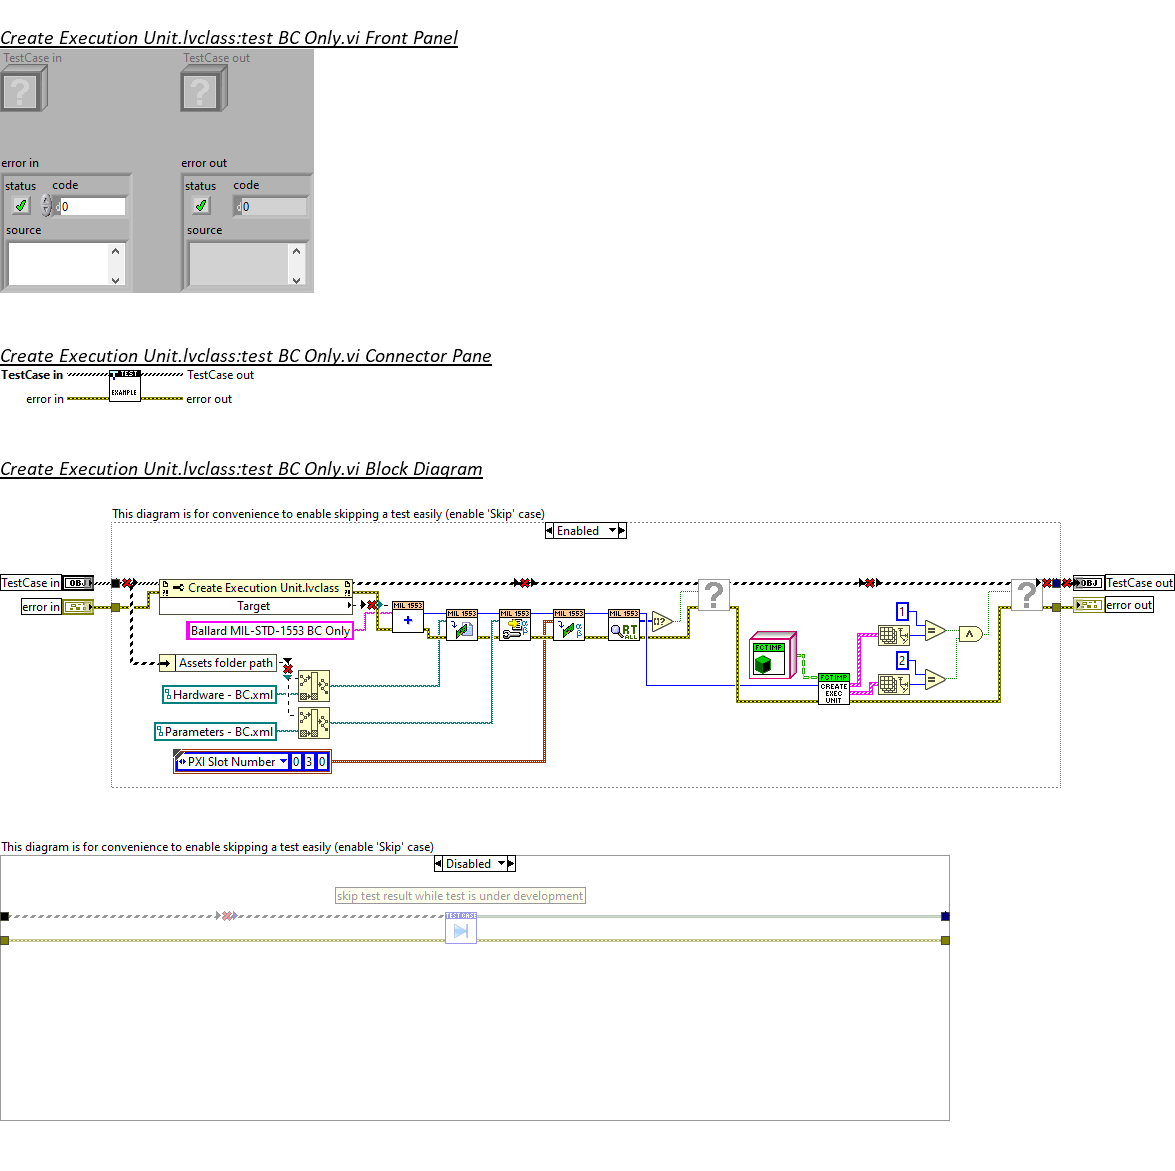 Create Execution Unit.lvclass:test BC Only.vi Front Panel
TestCase in TestCase out
? ?
error in error out
status code status code
d 0 d 0
source source
Create Execution Unit.lvclass:test BC Only.vi Connector Pane
TestCase in TEST TestCase out
EXAMPLE
error in error out
Create Execution Unit.lvclass:test BC Only.vi Block Diagram
This diagram is for convenience to enable skipping a test easily (enable 'Skip' case)
Enabled
TestCase in OBJ Create Execution Unit.lvclass ? ? OBJ TestCase out
error in Target MIL 1553 error out
MIL 1553 MIL 1553 MIL 1553 MIL 1553
Ballard MIL-STD-1553 BC Only
RT
ALL
[]?
1
=
∧
FCT IMP
2
=
Assets folder path
FCT IMP
CREATE
EXEC
UNIT
Hardware - BC.xml
Parameters - BC.xml
PXI Slot Number 0 3 0
This diagram is for convenience to enable skipping a test easily (enable 'Skip' case)
Disabled
skip test result while test is under development
TEST CASE